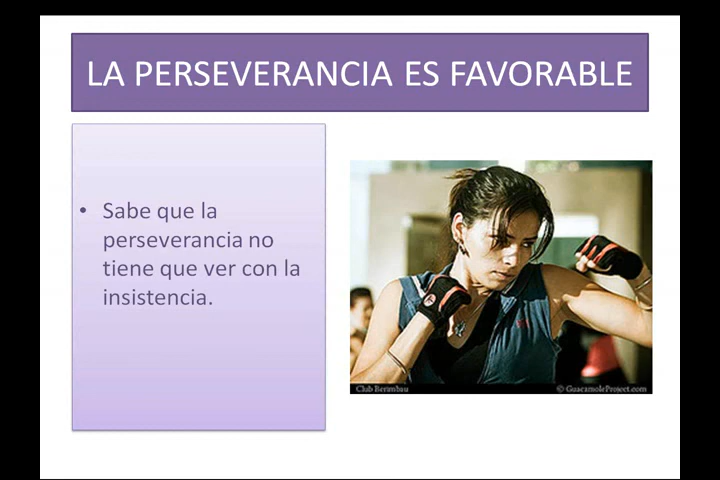 LA PERSEVERANCIA ES FAVORABLE
• Sabe que la
perseverancia no
tiene que ver con la
insistencia.
Club Berimbau
© GuacamoleProject.com